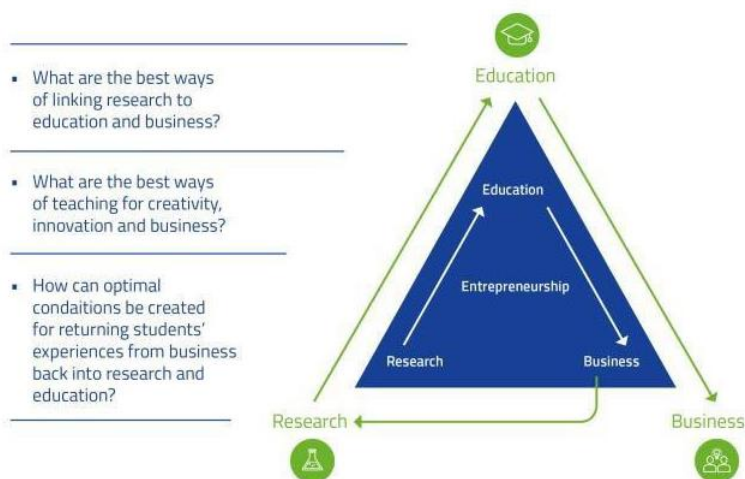 ▪ What are the best ways
of linking research to
education and business?
▪ What are the best ways
of teaching for creativity,
innovation and business?
▪ How can optimal
condaitions be created
for returning students'
experiences from business
back into research and
education?
Education
Education
Entrepreneurship
Research
Business
Research
Business